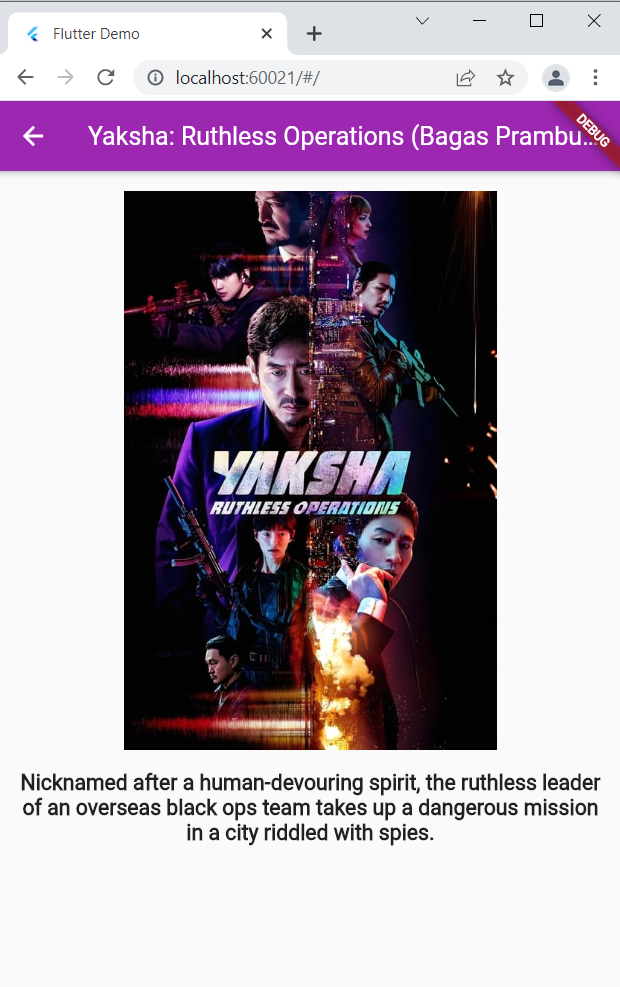 Flutter Demo
localhost:60021/#/
Yaksha: Ruthless Operations (Bagas Prambu...
DEBUG
YAKSHA
RUTHLESS OPERATIONS
Nicknamed after a human-devouring spirit, the ruthless leader
of an overseas black ops team takes up a dangerous mission
in a city riddled with spies.